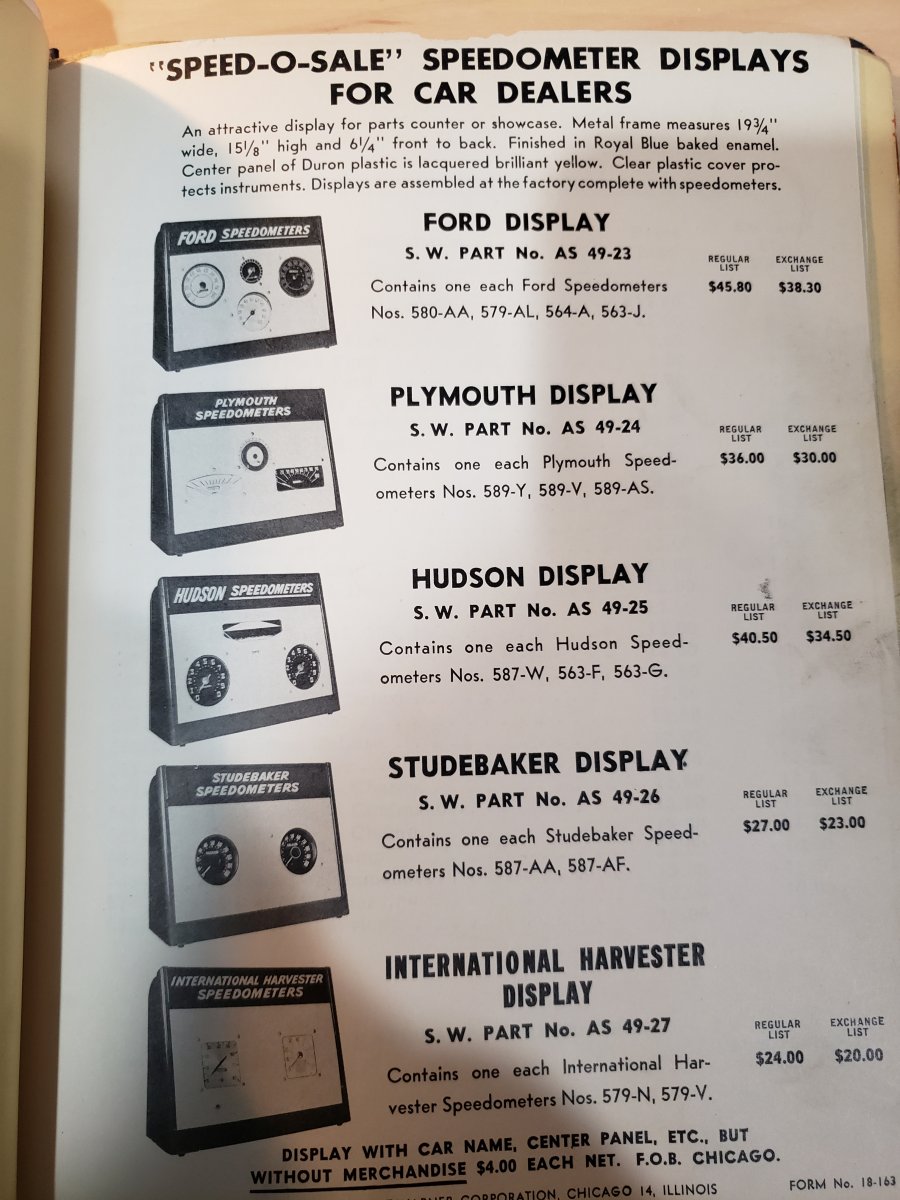 "SPEED-O-SALE" SPEEDOMETER DISPLAYS
FOR CAR DEALERS
An attractive display for parts counter or showcase. Metal frame measures 19¾"
wide, 15⅛" high and 6¼" front to back. Finished in Royal Blue baked enamel.
Center panel of Duron plastic is lacquered brilliant yellow. Clear plastic cover pro-
tects instruments. Displays are assembled at the factory complete with speedometers.
FORD SPEEDOMETERS
FORD DISPLAY
S. W. PART No. AS 49-23
REGULAR LIST
EXCHANGE LIST
Contains one each Ford Speedometers
$45.80
$38.30
Nos. 580-AA, 579-AL, 564-A, 563-J.
PLYMOUTH
SPEEDOMETERS
PLYMOUTH DISPLAY
S. W. PART No. AS 49-24
REGULAR LIST
EXCHANGE LIST
Contains one each Plymouth Speed-
$36.00
$30.00
ometers Nos. 589-Y, 589-V, 589-AS.
HUDSON SPEEDOMETERS
HUDSON DISPLAY
S. W. PART No. AS 49-25
REGULAR LIST
EXCHANGE LIST
Contains one each Hudson Speed-
$40.50
$34.50
ometers Nos. 587-W, 563-F, 563-G.
STUDEBAKER
SPEEDOMETERS
STUDEBAKER DISPLAY
S. W. PART No. AS 49-26
REGULAR LIST
EXCHANGE LIST
Contains one each Studebaker Speed-
$27.00
$23.00
ometers Nos. 587-AA, 587-AF.
INTERNATIONAL HARVESTER
SPEEDOMETERS
INTERNATIONAL HARVESTER
DISPLAY
S. W. PART No. AS 49-27
REGULAR LIST
EXCHANGE LIST
Contains one each International Har-
$24.00
$20.00
vester Speedometers Nos. 579-N, 579-V.
DISPLAY WITH CAR NAME, CENTER PANEL, ETC., BUT
WITHOUT MERCHANDISE $4.00 EACH NET. F.O.B. CHICAGO.
CORPORATION, CHICAGO 14, ILLINOIS
FORM No. 18-163